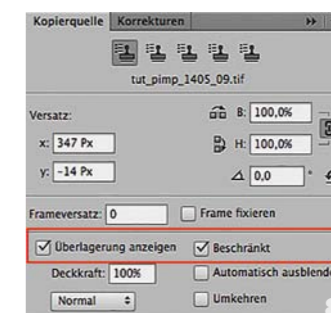 Kopierquelle Korrekturen
tut_pimp_1405_09.tif
Versatz: B: 100,0%
x: 347 Px H: 100,0%
y: -14 Px 0,0 °
Frameversatz: 0 Frame fixieren
Überlagerung anzeigen Beschränkt
Deckkraft: 100% Automatisch ausblende
Normal Umkehren